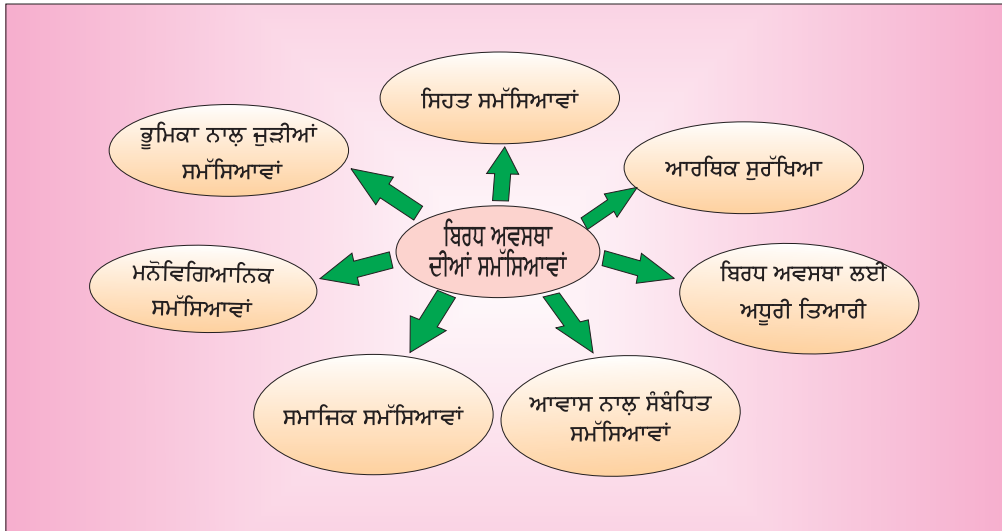 ਸਿਹਤ ਸਮੱਸਿਆਵਾਂ
ਭੂਮਿਕਾ ਨਾਲ਼ ਜੁੜੀਆਂ
ਸਮੱਸਿਆਵਾਂ
ਆਰਥਿਕ ਸੁਰੱਖਿਆ
ਬਿਰਧ ਅਵਸਥਾ
ਦੀਆਂ ਸਮੱਸਿਆਵਾਂ
ਮਨੋਵਿਗਿਆਨਿਕ
ਸਮੱਸਿਆਵਾਂ
ਬਿਰਧ ਅਵਸਥਾ ਲਈ
ਅਧੂਰੀ ਤਿਆਰੀ
ਸਮਾਜਿਕ ਸਮੱਸਿਆਵਾਂ
ਆਵਾਸ ਨਾਲ਼ ਸੰਬੰਧਿਤ
ਸਮੱਸਿਆਵਾਂ